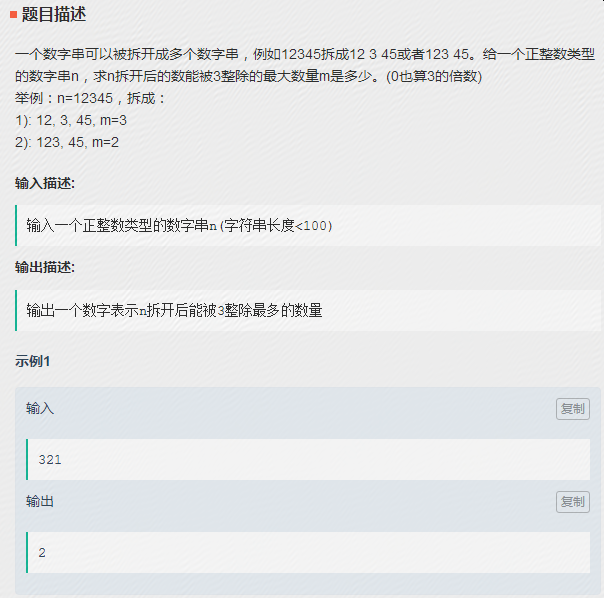 题目描述
一个数字串可以被拆开成多个数字串，例如12345拆成12 3 45或者123 45。给一个正整数类型
的数字串n，求n拆开后的数能被3整除的最大数量m是多少。(0也算3的倍数)
举例：n=12345，拆成：
1): 12, 3, 45, m=3
2): 123, 45, m=2
输入描述:
输入一个正整数类型的数字串n(字符串长度<100)
输出描述:
输出一个数字表示n拆开后能被3整除最多的数量
示例1
输入
复制
321
输出
复制
2